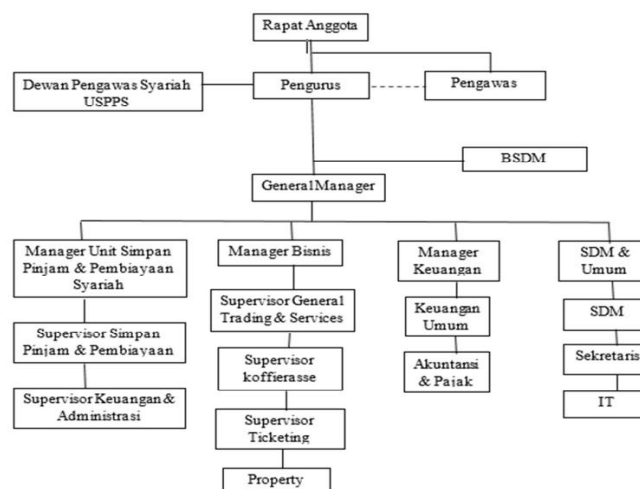 Rapat Anggota
Dewan Pengawas Syariah
USPPS
Pengurus
Pengawas
BSDM
General Manager
Manager Unit Simpan
Pinjam & Pembiayaan
Syariah
Manager Bisnis
Manager
Keuangan
SDM &
Umum
Supervisor Simpan
Pinjam & Pembiayaan
Supervisor General
Trading & Services
Keuangan
Umum
SDM
Supervisor Keuangan &
Administrasi
Supervisor
koffierasse
Akuntansi
& Pajak
Sekretaris
IT
Supervisor
Ticketing
Property